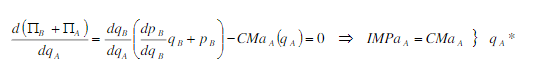 d(Π_B + Π_A)/dq_A = dq_B/dq_A (dp_B/dq_B q_B + p_B) − CMa_A(q_A) = 0 ⇒ IMPa_A = CMa_A } q_A*